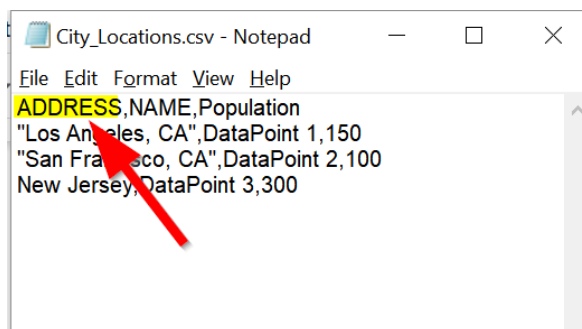 City_Locations.csv - Notepad
File Edit Format View Help
ADDRESS,NAME,Population
"Los Angeles, CA",DataPoint 1,150
"San Francisco, CA",DataPoint 2,100
New Jersey,DataPoint 3,300